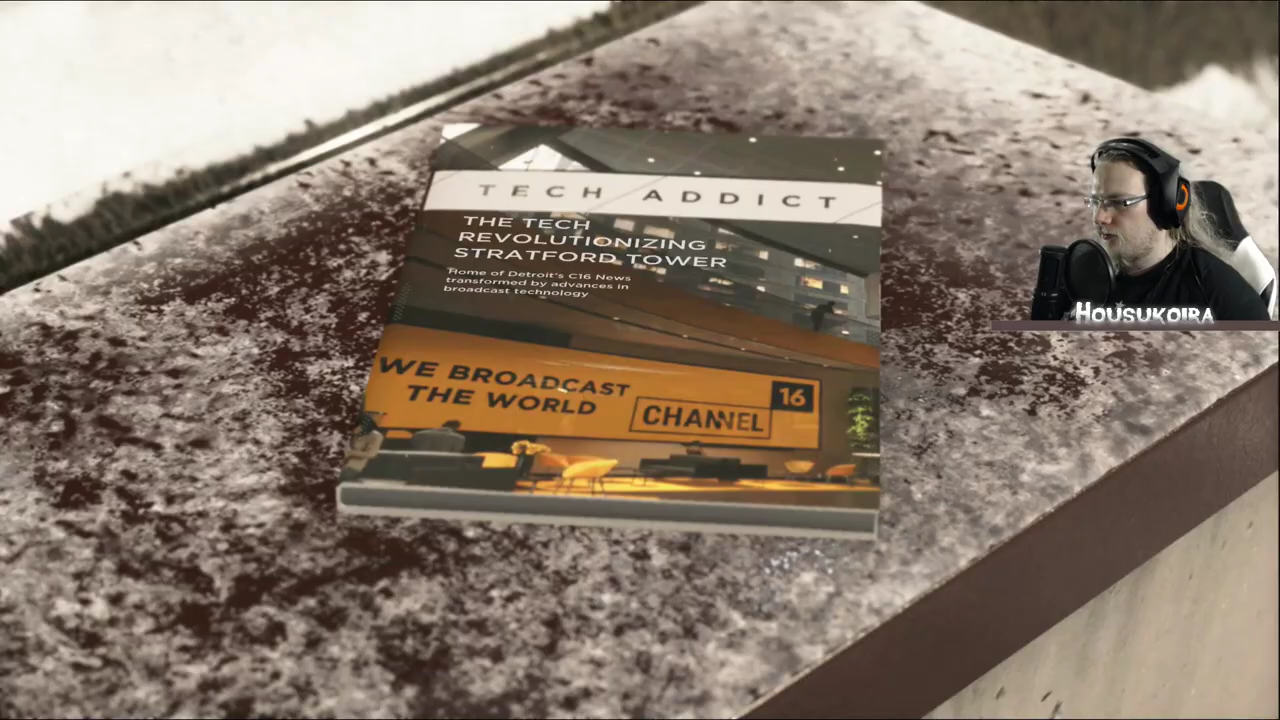 TECH ADDICT
THE TECH
REVOLUTIONIZING
STRATFORD TOWER
Home of Detroit's C16 News
transformed by advances in
broadcast technology
WE BROADCAST
THE WORLD
CHANNEL
16
HOUSUKOIRA